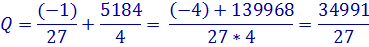 Q = (-1)/27 + 5184/4 = (-4) + 139968/27 * 4 = 34991/27